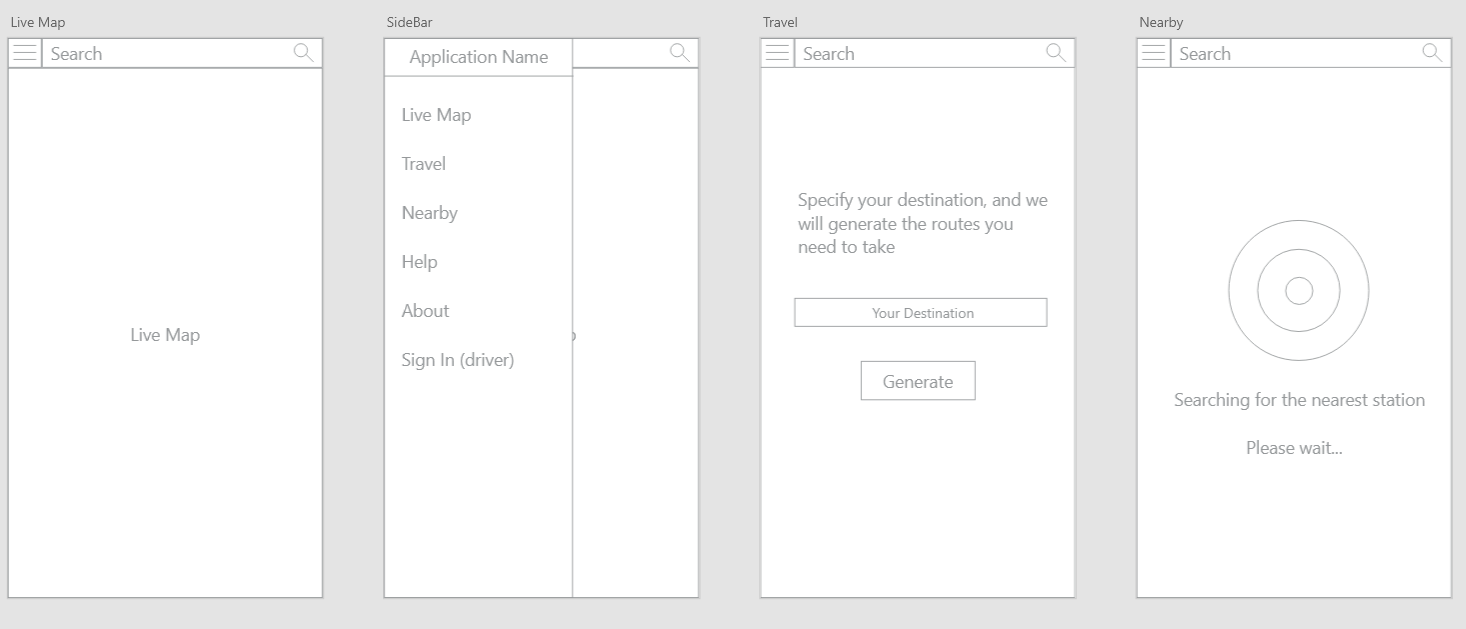 Live Map
Search
Live Map
SideBar
Application Name
Live Map
Travel
Nearby
Help
About
Sign In (driver)
Travel
Search
Specify your destination, and we
will generate the routes you
need to take
Your Destination
Generate
Nearby
Search
Searching for the nearest station
Please wait...